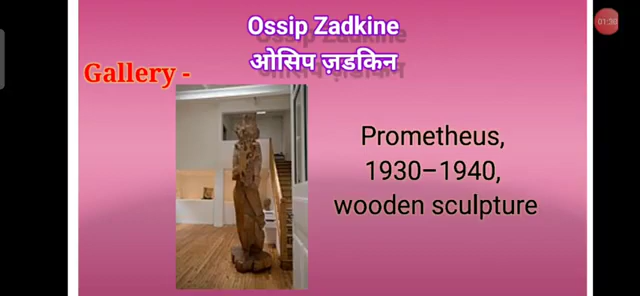 Ossip Zadkine
ओसिप ज़डकिन
Gallery -
Prometheus,
1930–1940,
wooden sculpture
01:30